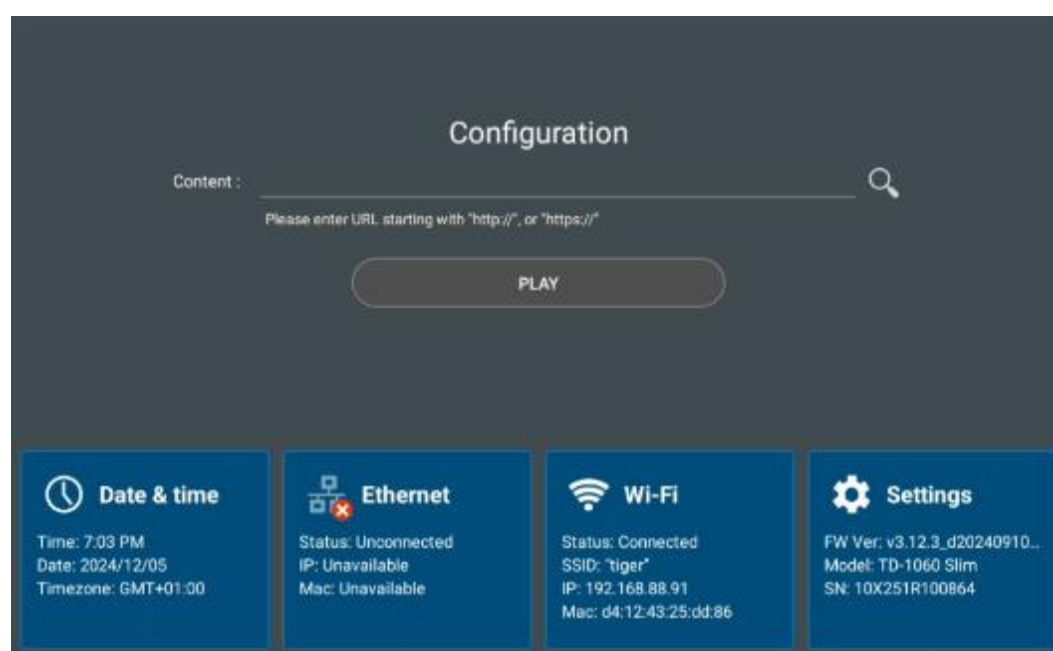 Configuration
Content :
Please enter URL starting with "http://", or "https://"
PLAY
Date & time
Time: 7:03 PM
Date: 2024/12/05
Timezone: GMT+01:00
Ethernet
Status: Unconnected
IP: Unavailable
Mac: Unavailable
Wi-Fi
Status: Connected
SSID: "tiger"
IP: 192.168.88.91
Mac: d4:12:43:25:dd:86
Settings
FW Ver: v3.12.3_d20240910...
Model: TD-1060 Slim
SN: 10X251R100864